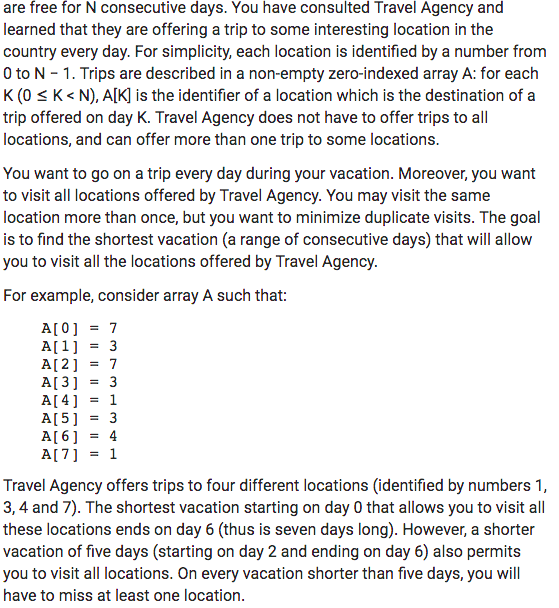 are free for N consecutive days. You have consulted Travel Agency and
learned that they are offering a trip to some interesting location in the
country every day. For simplicity, each location is identified by a number from
0 to N − 1. Trips are described in a non-empty zero-indexed array A: for each
K (0 ≤ K < N), A[K] is the identifier of a location which is the destination of a
trip offered on day K. Travel Agency does not have to offer trips to all
locations, and can offer more than one trip to some locations.
You want to go on a trip every day during your vacation. Moreover, you want
to visit all locations offered by Travel Agency. You may visit the same
location more than once, but you want to minimize duplicate visits. The goal
is to find the shortest vacation (a range of consecutive days) that will allow
you to visit all the locations offered by Travel Agency.
For example, consider array A such that:
A[0] = 7
A[1] = 3
A[2] = 7
A[3] = 3
A[4] = 1
A[5] = 3
A[6] = 4
A[7] = 1
Travel Agency offers trips to four different locations (identified by numbers 1,
3, 4 and 7). The shortest vacation starting on day 0 that allows you to visit all
these locations ends on day 6 (thus is seven days long). However, a shorter
vacation of five days (starting on day 2 and ending on day 6) also permits
you to visit all locations. On every vacation shorter than five days, you will
have to miss at least one location.